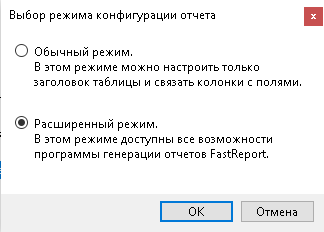 Выбор режима конфигурации отчета
x
Обычный режим.
В этом режиме можно настроить только
заголовок таблицы и связать колонки с полями.
Расширенный режим.
В этом режиме доступны все возможности
программы генерации отчетов FastReport.
OK
Отмена